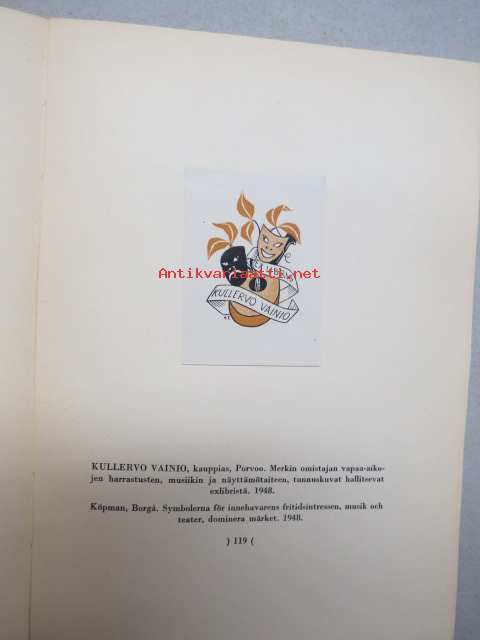 Antikvariaatti.net
KULLERVO VAINIO
KULLERVO VAINIO, kauppias, Porvoo. Merkin omistajan vapaa-aiko-
jen harrastusten, musiikin ja näyttämötaiteen, tunnuskuvat hallitsevat
exlibristä. 1948.
Köpman, Borgå. Symbolerna för innehavarens fritidsintressen, musik och
teater, dominera märket. 1948.
) 119 (